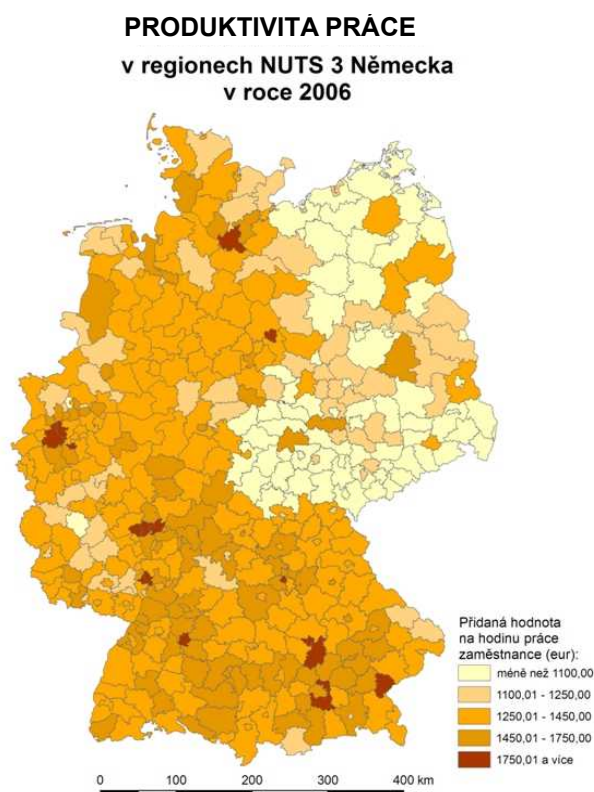 PRODUKTIVITA PRÁCE
v regionech NUTS 3 Německa
v roce 2006
Přidaná hodnota
na hodinu práce
zaměstnance (eur):
méně než 1100,00
1100,01 - 1250,00
1250,01 - 1450,00
1450,01 - 1750,00
1750,01 a více
0 100 200 400 km